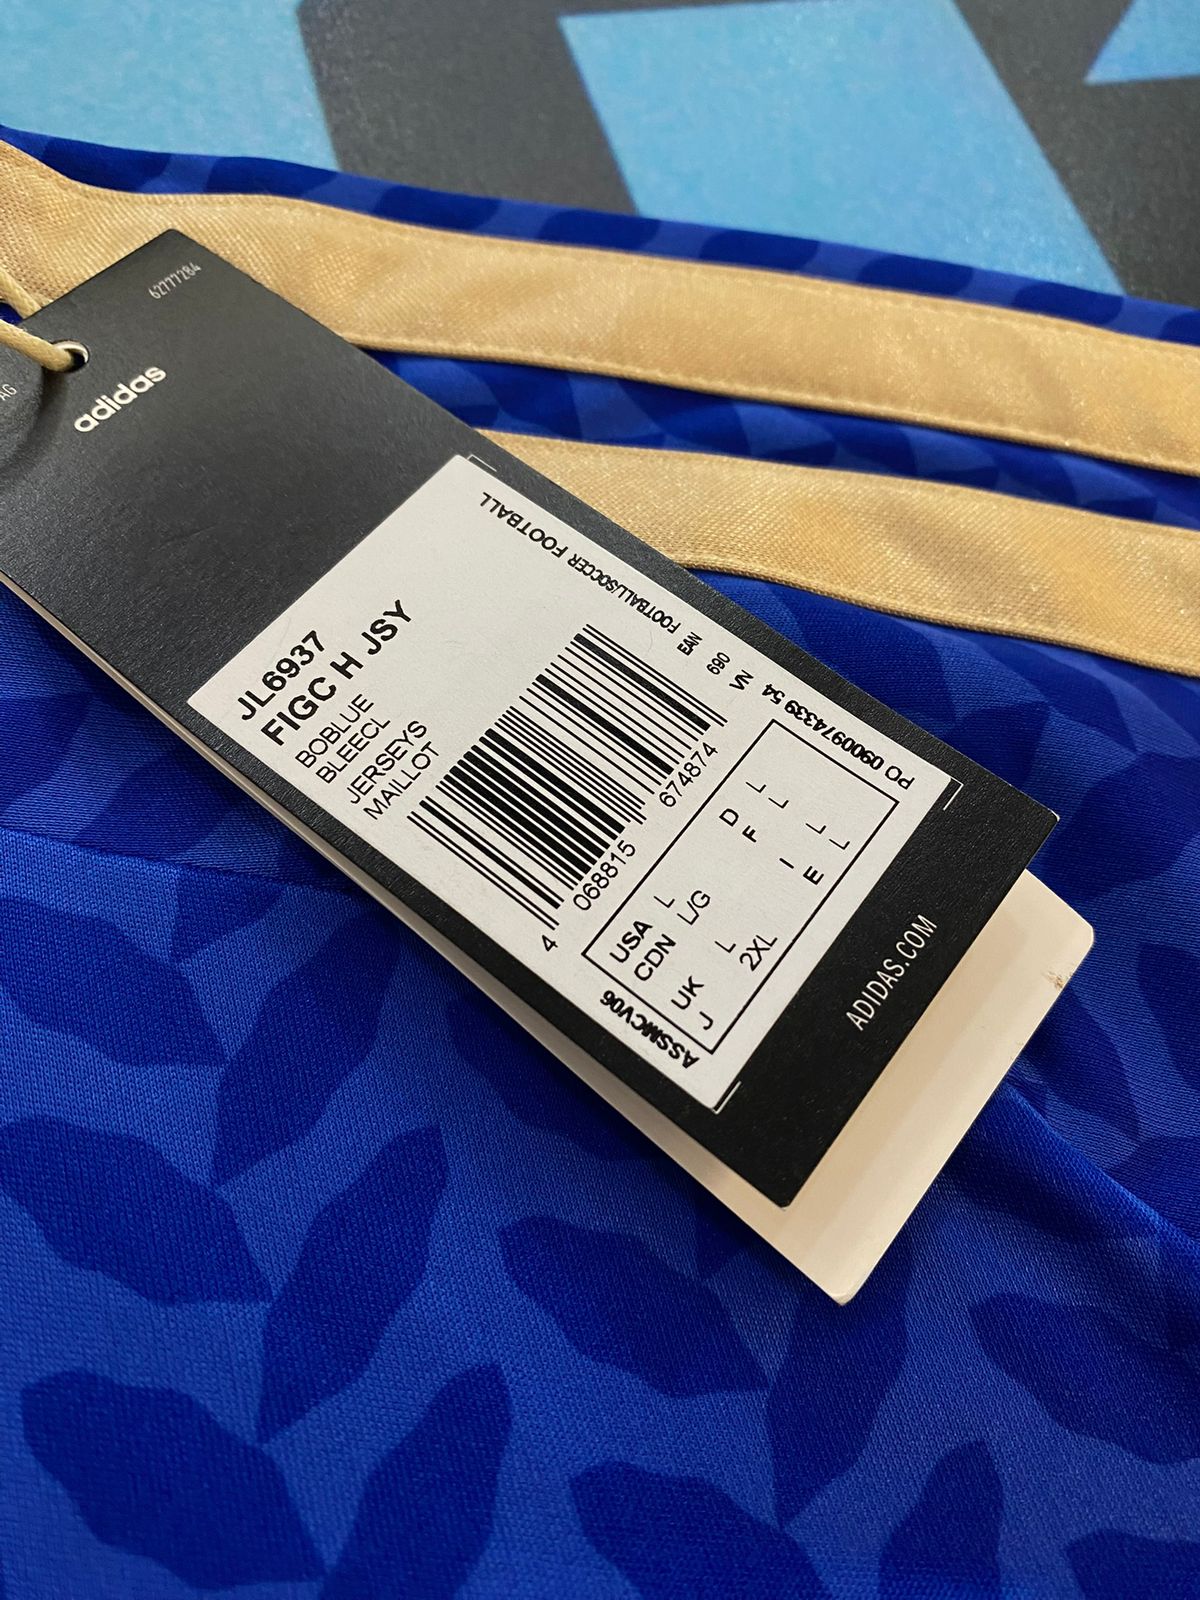 62777284
adidas
AG
FOOTBALL/SOCCER FOOTBALL
JL6937
FIGC H JSY
BOBLUE
BLEECL
JERSEYS
MAILLOT
EAN
690
VN
PO 0900974339 54
4 068815 674874
USA L D L
CDN L/G F L
UK L I L
J 2XL E L
ASSMCV06
ADIDAS.COM